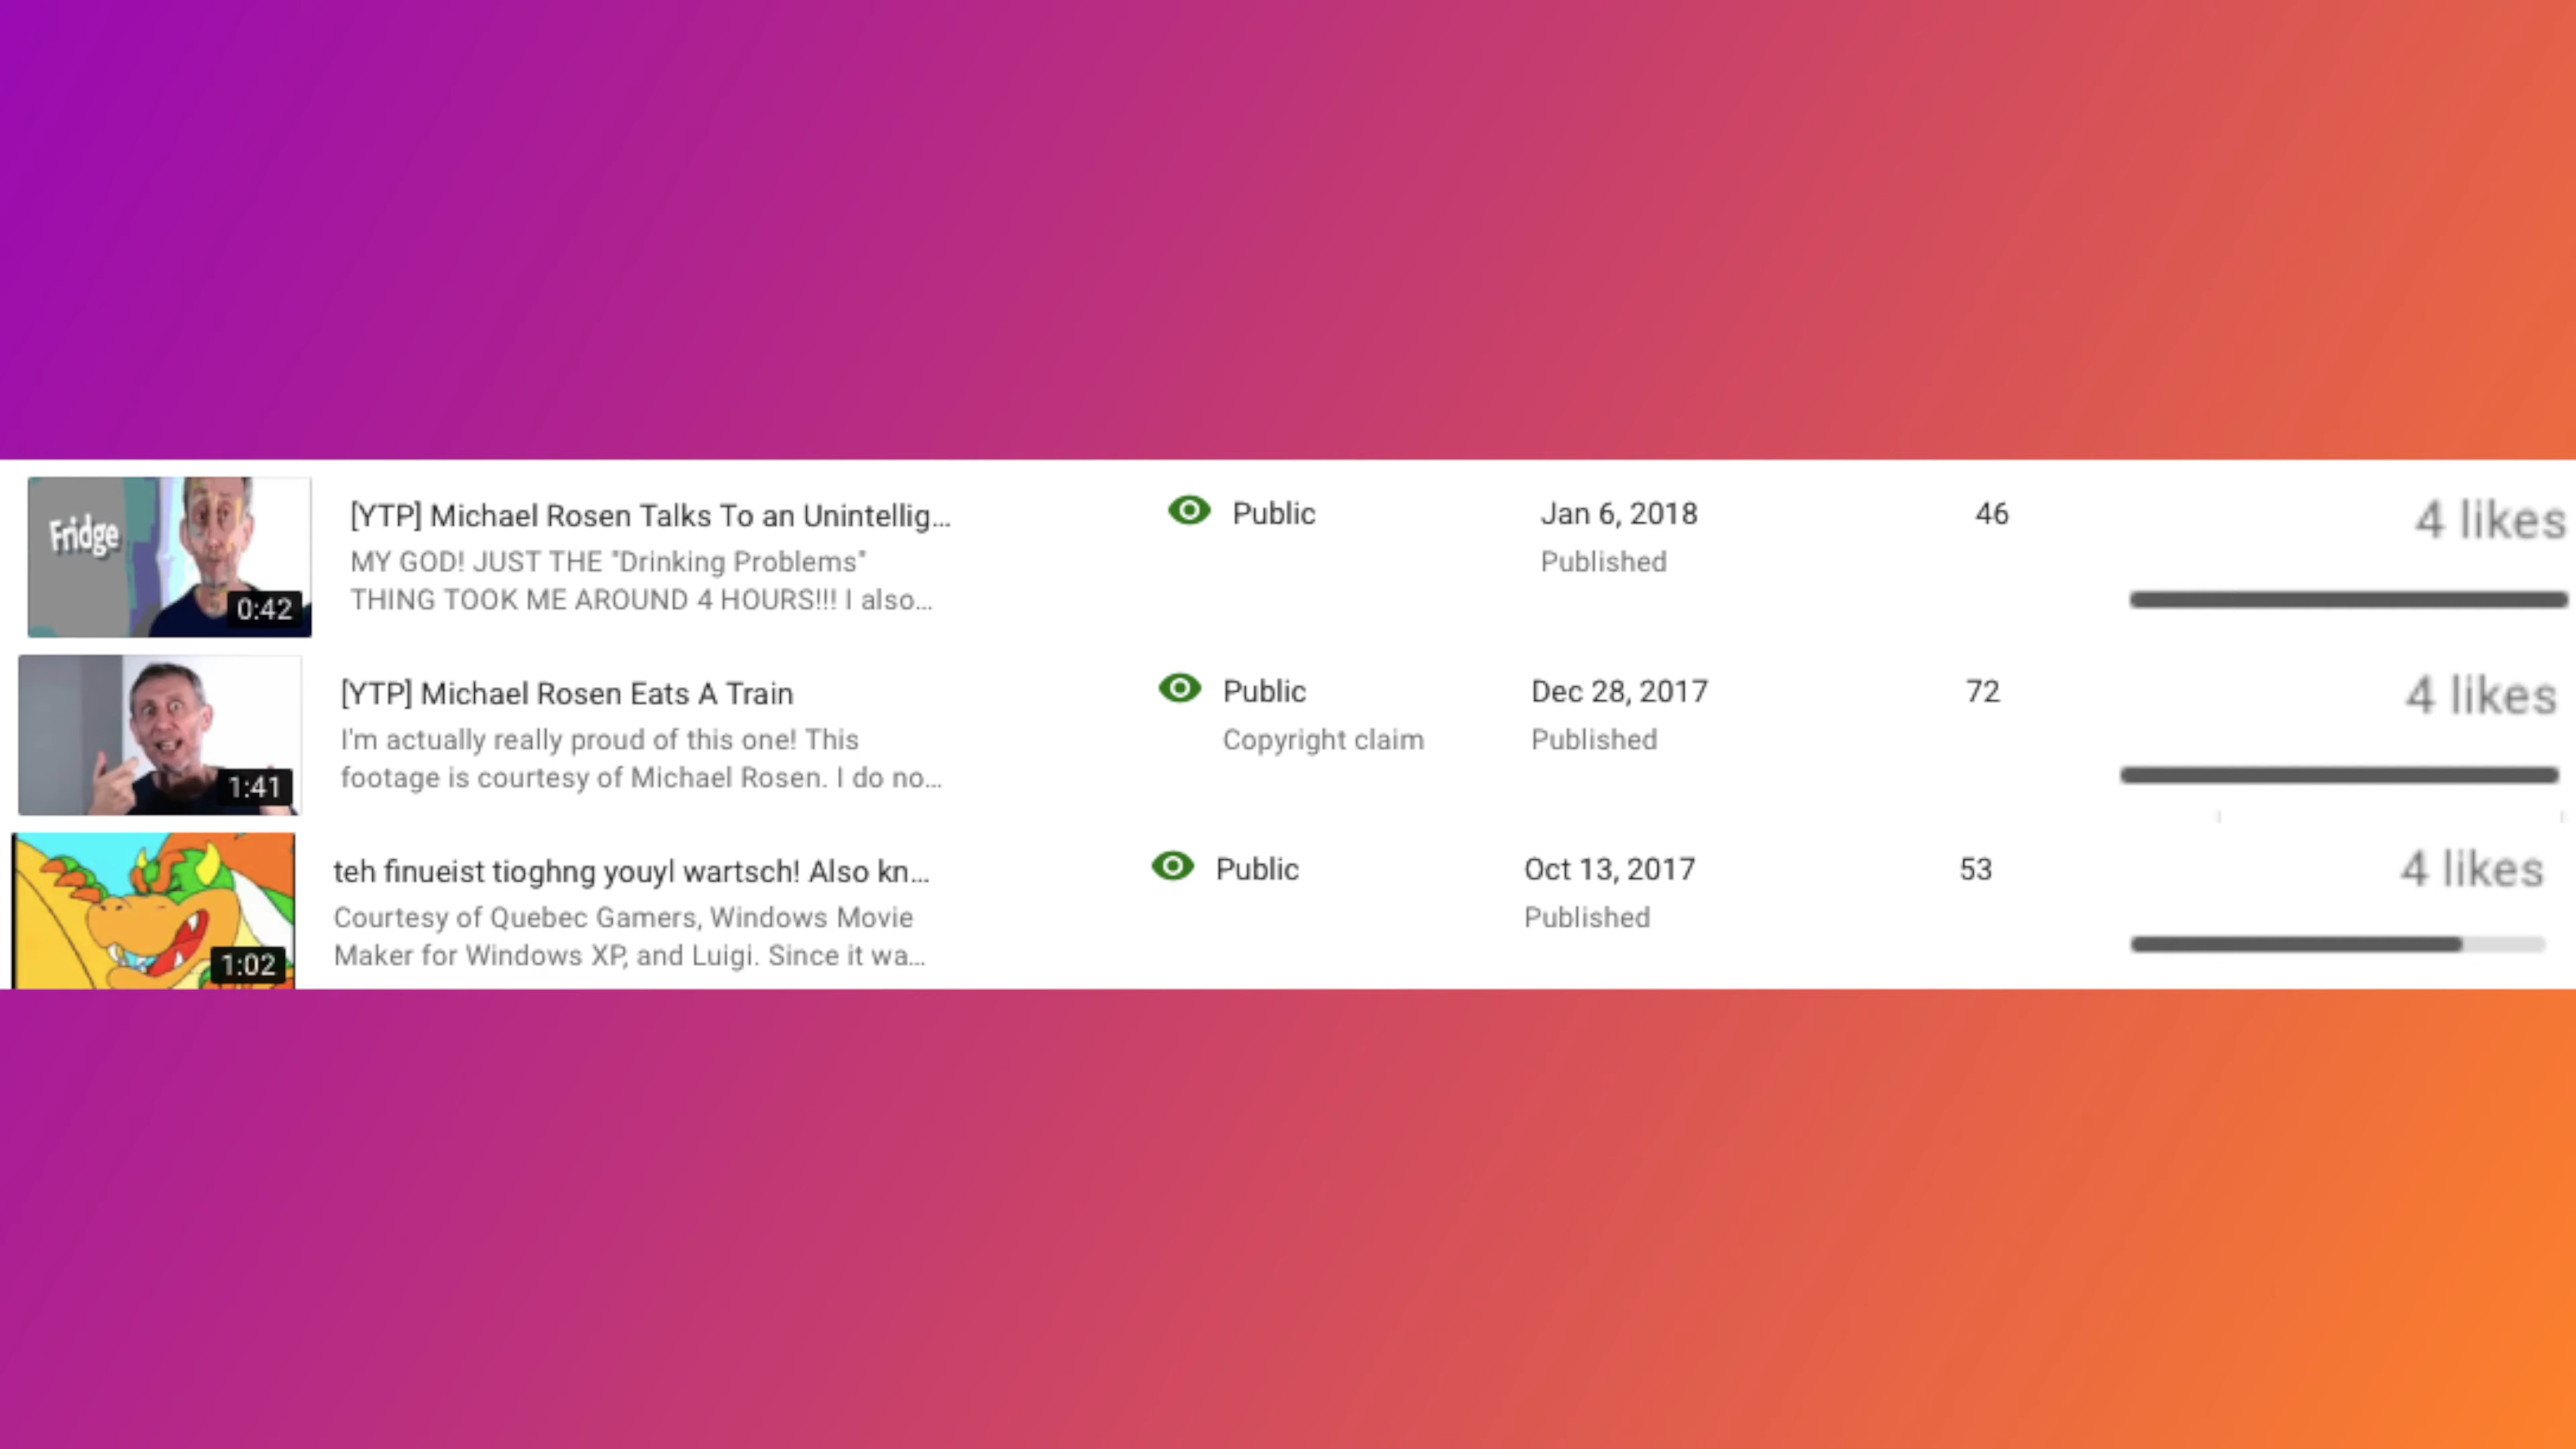 Fridge
0:42
[YTP] Michael Rosen Talks To an Unintellig...
MY GOD! JUST THE "Drinking Problems"
THING TOOK ME AROUND 4 HOURS!!! I also...
Public
Jan 6, 2018
Published
46
4 likes
1:41
[YTP] Michael Rosen Eats A Train
I'm actually really proud of this one! This
footage is courtesy of Michael Rosen. I do no...
Public
Copyright claim
Dec 28, 2017
Published
72
4 likes
1:02
teh finueist tioghng youyl wartsch! Also kn...
Courtesy of Quebec Gamers, Windows Movie
Maker for Windows XP, and Luigi. Since it wa...
Public
Oct 13, 2017
Published
53
4 likes